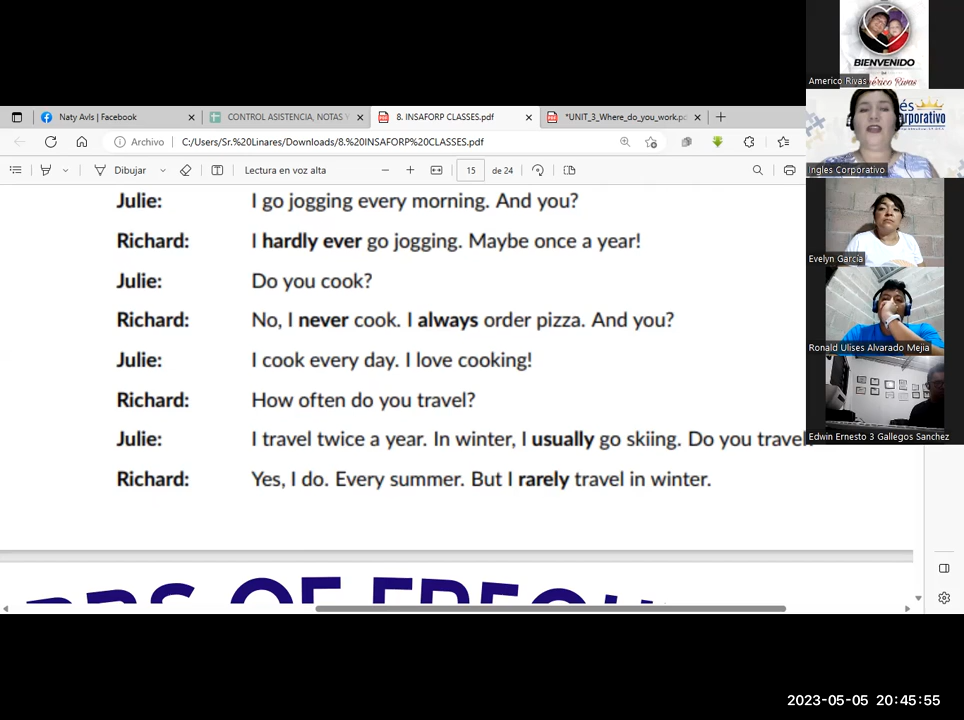 BIENVENIDO
Américo Rivas
Americo Rivas
Naty Avls | Facebook
CONTROL ASISTENCIA, NOTAS Y
8. INSAFORP CLASSES.pdf
*UNIT_3_Where_do_you_work.pc
Archivo
C:/Users/Sr.%20Linares/Downloads/8.%20INSAFORP%20CLASSES.pdf
Dibujar
Lectura en voz alta
15
de 24
és
orporativo
Ingles Corporativo
Julie: I go jogging every morning. And you?
Richard: I hardly ever go jogging. Maybe once a year!
Julie: Do you cook?
Richard: No, I never cook. I always order pizza. And you?
Julie: I cook every day. I love cooking!
Richard: How often do you travel?
Julie: I travel twice a year. In winter, I usually go skiing. Do you travel
Richard: Yes, I do. Every summer. But I rarely travel in winter.
Evelyn García
Ronald Ulises Alvarado Mejia
Edwin Ernesto 3 Gallegos Sanchez
2023-05-05 20:45:55